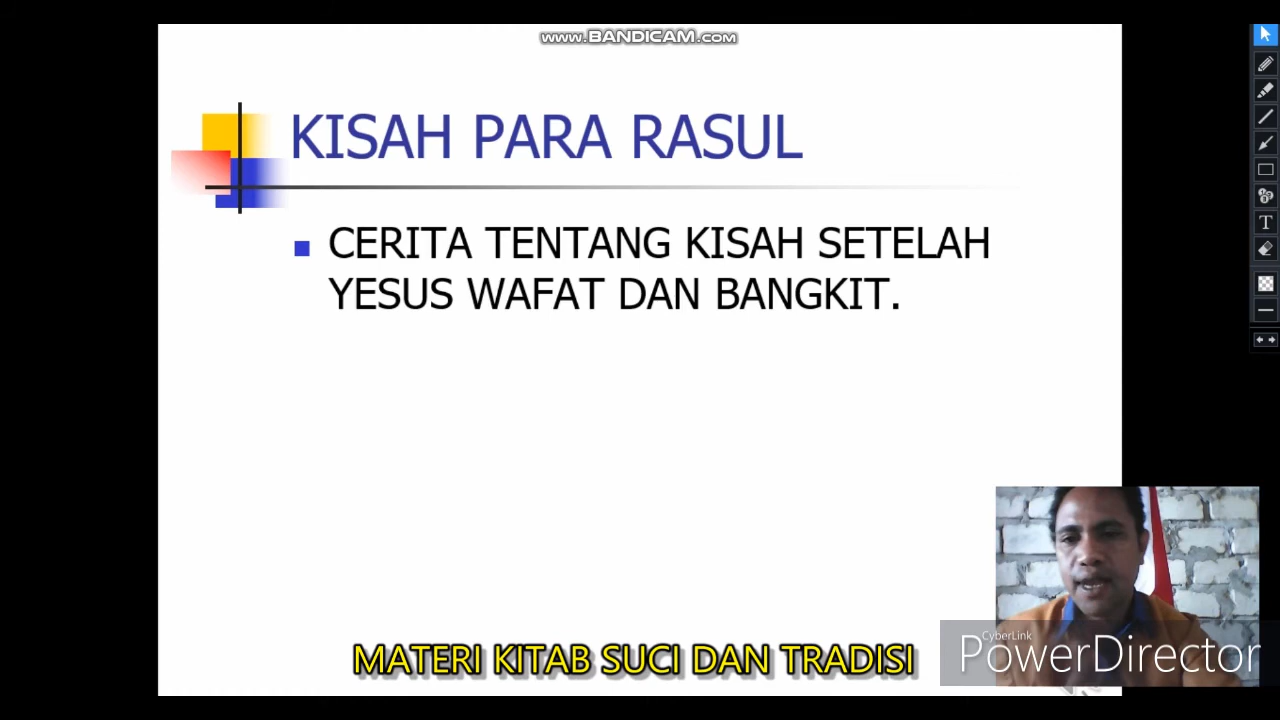 www.BANDICAM.com
KISAH PARA RASUL
CERITA TENTANG KISAH SETELAH
YESUS WAFAT DAN BANGKIT.
CyberLink
PowerDirector
MATERI KITAB SUCI DAN TRADISI